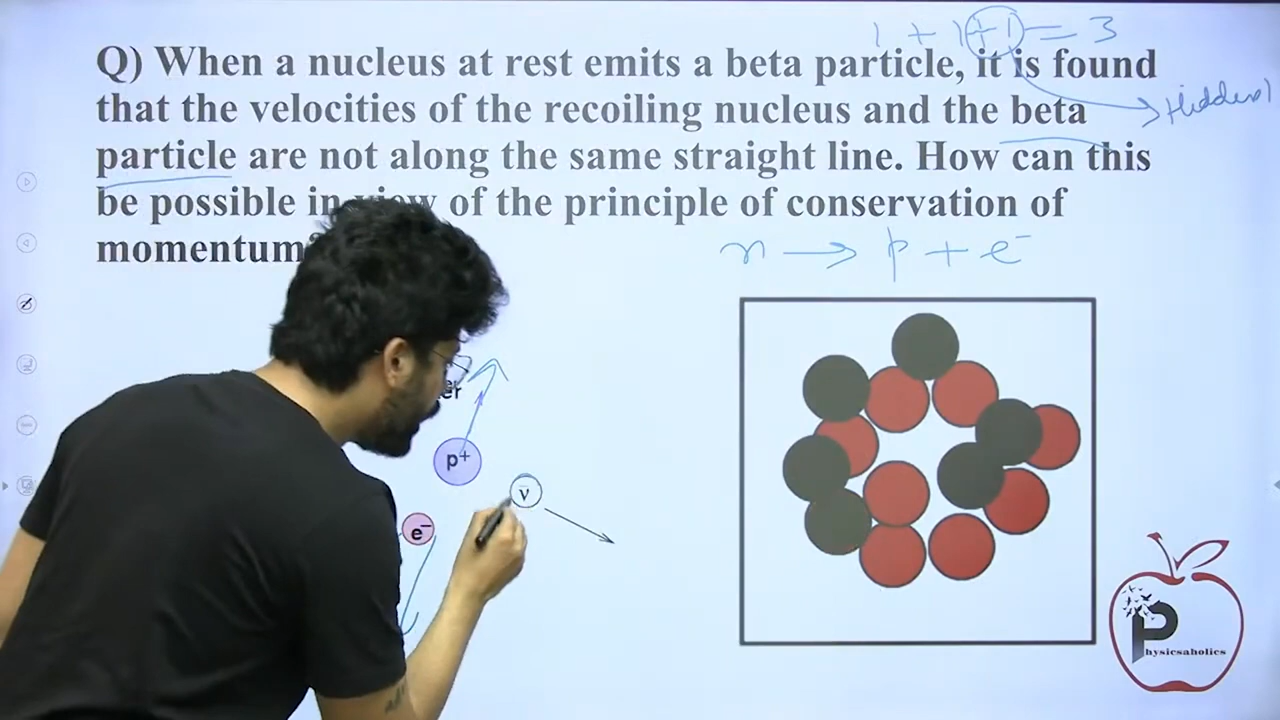 1 + 1 + 1 = 3
Q) When a nucleus at rest emits a beta particle, it is found
that the velocities of the recoiling nucleus and the beta
particle are not along the same straight line. How can this
be possible in view of the principle of conservation of
momentum
n → p + e⁻
p+
ν̄
e⁻
P
hysicsaholics